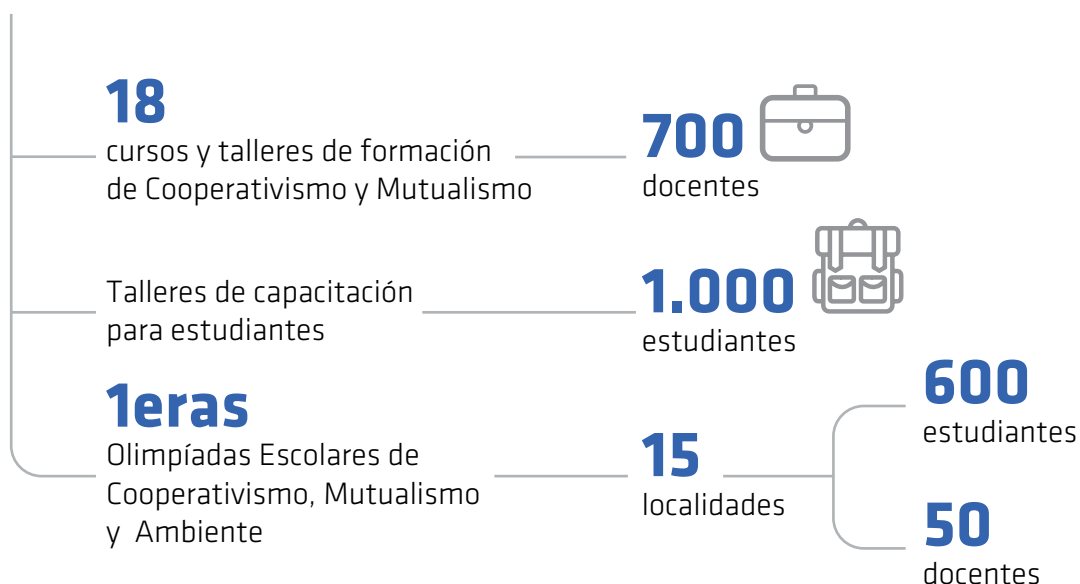 18
cursos y talleres de formación
de Cooperativismo y Mutualismo
700
docentes
Talleres de capacitación
para estudiantes
1.000
estudiantes
1eras
Olimpíadas Escolares de
Cooperativismo, Mutualismo
y Ambiente
15
localidades
600
estudiantes
50
docentes